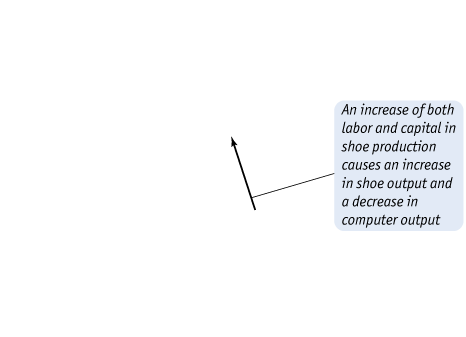 An increase of both
labor and capital in
shoe production
causes an increase
in shoe output and
a decrease in
computer output